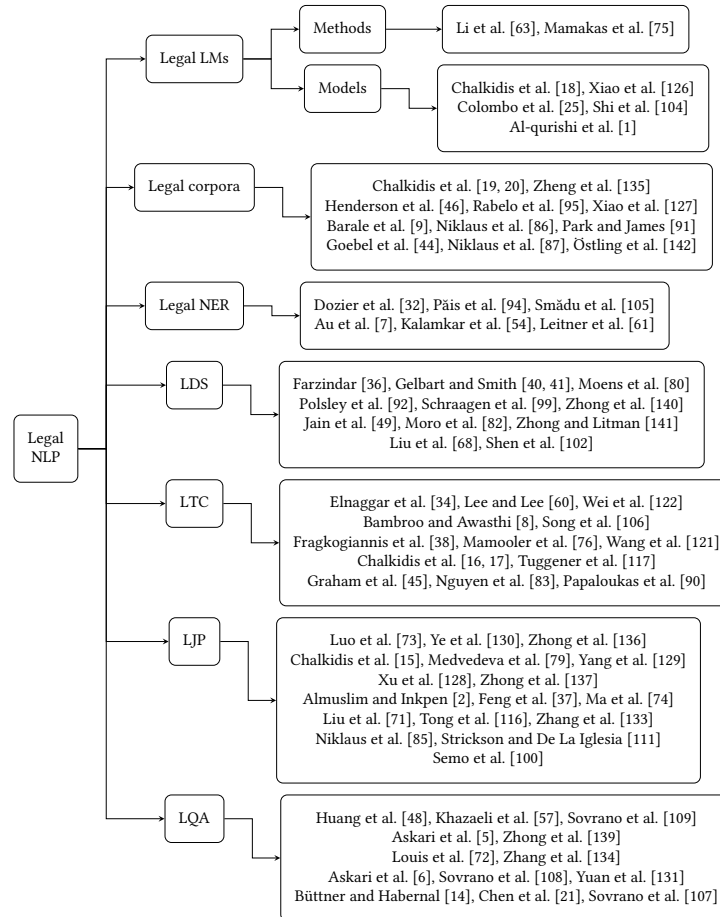 Legal
NLP
Legal LMs
Methods
Li et al. [63], Mamakas et al. [75]
Models
Chalkidis et al. [18], Xiao et al. [126]
Colombo et al. [25], Shi et al. [104]
Al-qurishi et al. [1]
Legal corpora
Chalkidis et al. [19, 20], Zheng et al. [135]
Henderson et al. [46], Rabelo et al. [95], Xiao et al. [127]
Barale et al. [9], Niklaus et al. [86], Park and James [91]
Goebel et al. [44], Niklaus et al. [87], Östling et al. [142]
Legal NER
Dozier et al. [32], Păis et al. [94], Smădu et al. [105]
Au et al. [7], Kalamkar et al. [54], Leitner et al. [61]
LDS
Farzindar [36], Gelbart and Smith [40, 41], Moens et al. [80]
Polsley et al. [92], Schraagen et al. [99], Zhong et al. [140]
Jain et al. [49], Moro et al. [82], Zhong and Litman [141]
Liu et al. [68], Shen et al. [102]
LTC
Elnaggar et al. [34], Lee and Lee [60], Wei et al. [122]
Bambroo and Awasthi [8], Song et al. [106]
Fragkogiannis et al. [38], Mamooler et al. [76], Wang et al. [121]
Chalkidis et al. [16, 17], Tuggener et al. [117]
Graham et al. [45], Nguyen et al. [83], Papaloukas et al. [90]
LJP
Luo et al. [73], Ye et al. [130], Zhong et al. [136]
Chalkidis et al. [15], Medvedeva et al. [79], Yang et al. [129]
Xu et al. [128], Zhong et al. [137]
Almuslim and Inkpen [2], Feng et al. [37], Ma et al. [74]
Liu et al. [71], Tong et al. [116], Zhang et al. [133]
Niklaus et al. [85], Strickson and De La Iglesia [111]
Semo et al. [100]
LQA
Huang et al. [48], Khazaeli et al. [57], Sovrano et al. [109]
Askari et al. [5], Zhong et al. [139]
Louis et al. [72], Zhang et al. [134]
Askari et al. [6], Sovrano et al. [108], Yuan et al. [131]
Büttner and Habernal [14], Chen et al. [21], Sovrano et al. [107]